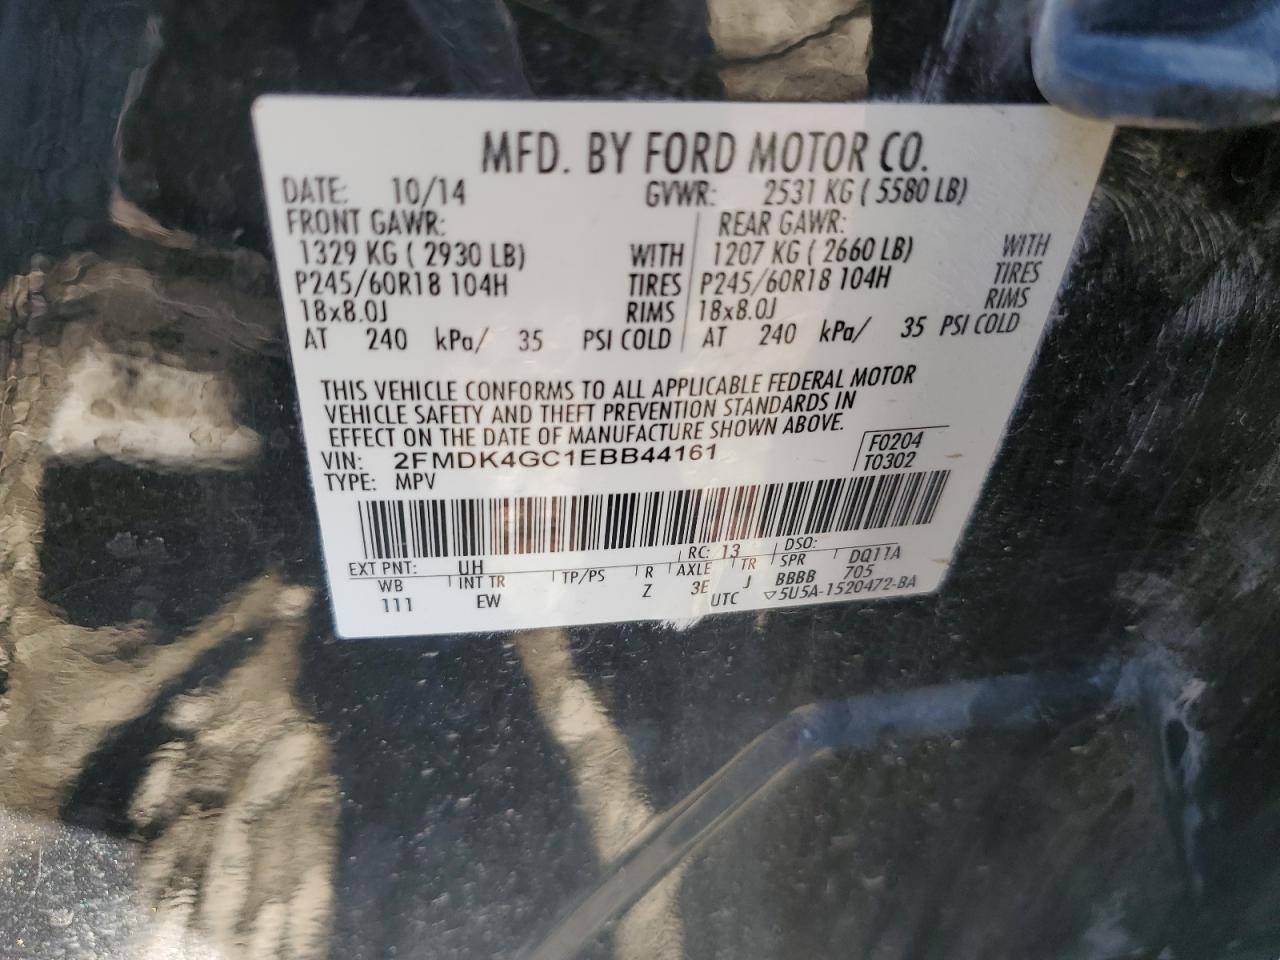 MFD. BY FORD MOTOR CO.
DATE: 10/14 GVWR: 2531 KG ( 5580 LB)
FRONT GAWR: REAR GAWR:
1329 KG ( 2930 LB) WITH 1207 KG ( 2660 LB) WITH
P245/60R18 104H TIRES P245/60R18 104H TIRES
18x8.0J RIMS 18x8.0J RIMS
AT 240 kPa/ 35 PSI COLD AT 240 kPa/ 35 PSI COLD
THIS VEHICLE CONFORMS TO ALL APPLICABLE FEDERAL MOTOR
VEHICLE SAFETY AND THEFT PREVENTION STANDARDS IN
EFFECT ON THE DATE OF MANUFACTURE SHOWN ABOVE.
VIN: 2FMDK4GC1EBB44161 F0204
TYPE: MPV T0302
EXT PNT: UH RC: 13 DSO:
WB INT TR TP/PS R AXLE TR SPR DQ11A
111 EW Z 3E J BBBB 705
UTC ▽5U5A-1520472-BA